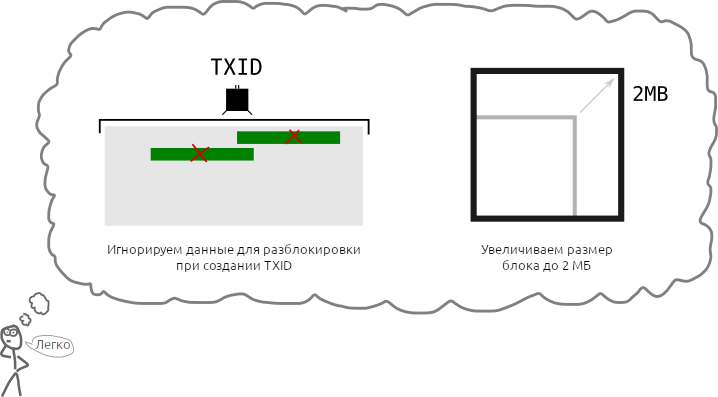 TXID
2MB
Игнорируем данные для разблокировки
при создании TXID
Увеличиваем размер
блока до 2 МБ
Легко